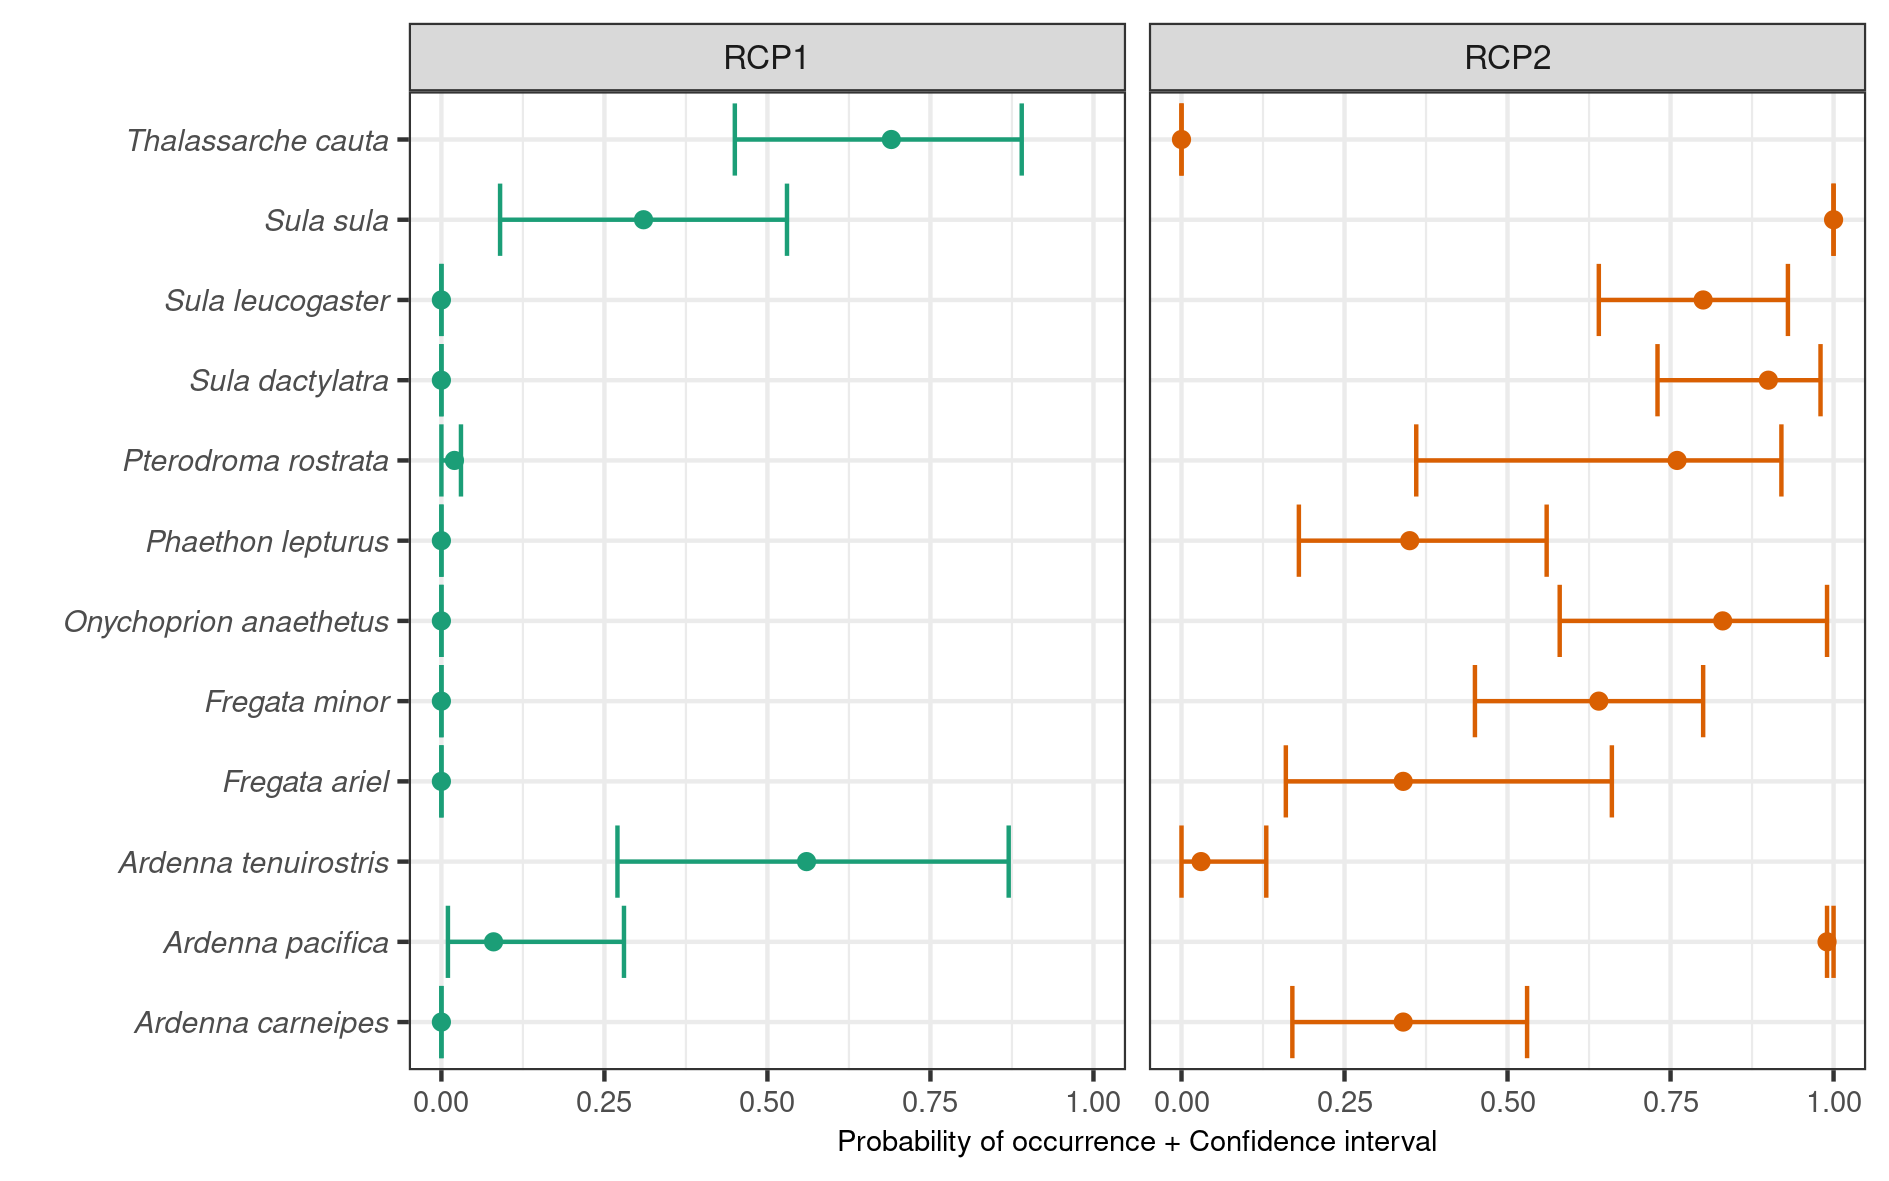 RCP1
RCP2
Thalassarche cauta
Sula sula
Sula leucogaster
Sula dactylatra
Pterodroma rostrata
Phaethon lepturus
Onychoprion anaethetus
Fregata minor
Fregata ariel
Ardenna tenuirostris
Ardenna pacifica
Ardenna carneipes
0.00 0.25 0.50 0.75 1.00
0.00 0.25 0.50 0.75 1.00
Probability of occurrence + Confidence interval